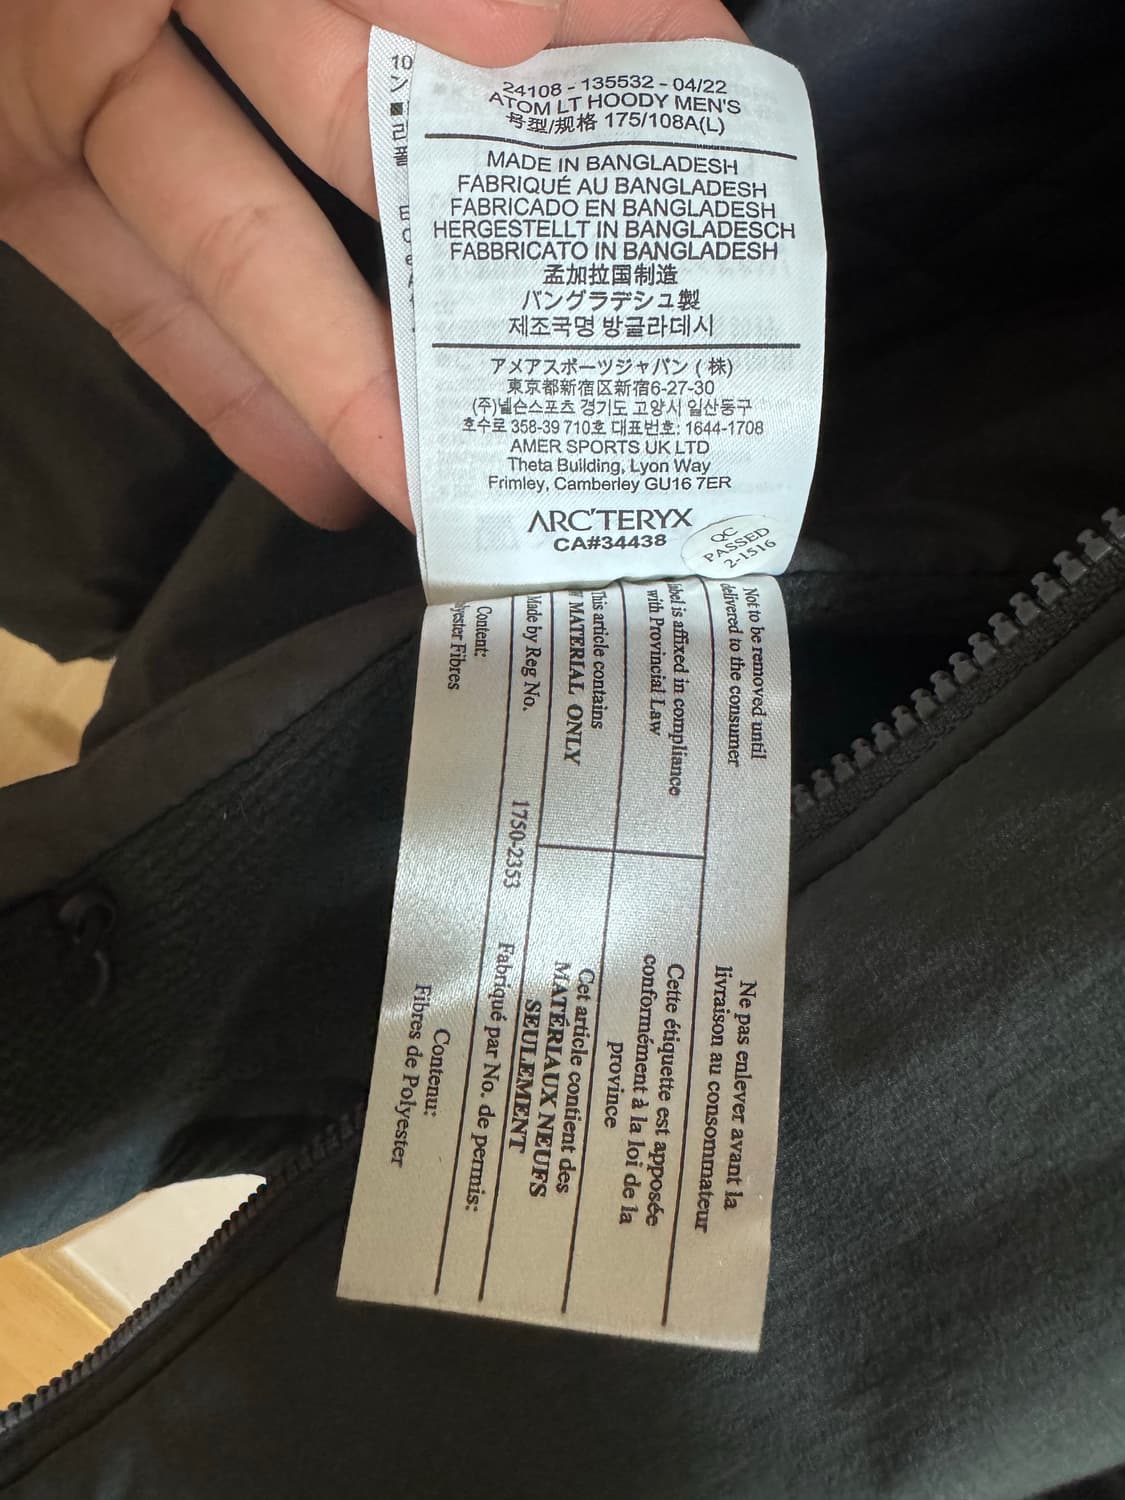 24108 - 135532 - 04/22
ATOM LT HOODY MEN'S
号型/规格 175/108A(L)
MADE IN BANGLADESH
FABRIQUÉ AU BANGLADESH
FABRICADO EN BANGLADESH
HERGESTELLT IN BANGLADESCH
FABBRICATO IN BANGLADESH
孟加拉国制造
バングラデシュ製
제조국명 방글라데시
アメアスポーツジャパン ( 株)
東京都新宿区新宿6-27-30
(주)넬슨스포츠 경기도 고양시 일산동구
호수로 358-39 710호 대표번호: 1644-1708
AMER SPORTS UK LTD
Theta Building, Lyon Way
Frimley, Camberley GU16 7ER
ARC'TERYX
CA#34438
QC
PASSED
2-1516
Not to be removed until
delivered to the consumer
Ne pas enlever avant la
livraison au consommateur
label is affixed in compliance
with Provincial Law
Cette étiquette est apposée
conformément à la loi de la
province
This article contains
MATERIAL ONLY
Cet article contient des
MATÉRIAUX NEUFS
SEULEMENT
Made by Reg No. 1750-2353 Fabriqué par No. de permis:
Content:
Fibres
Contenu:
Fibres de Polyester